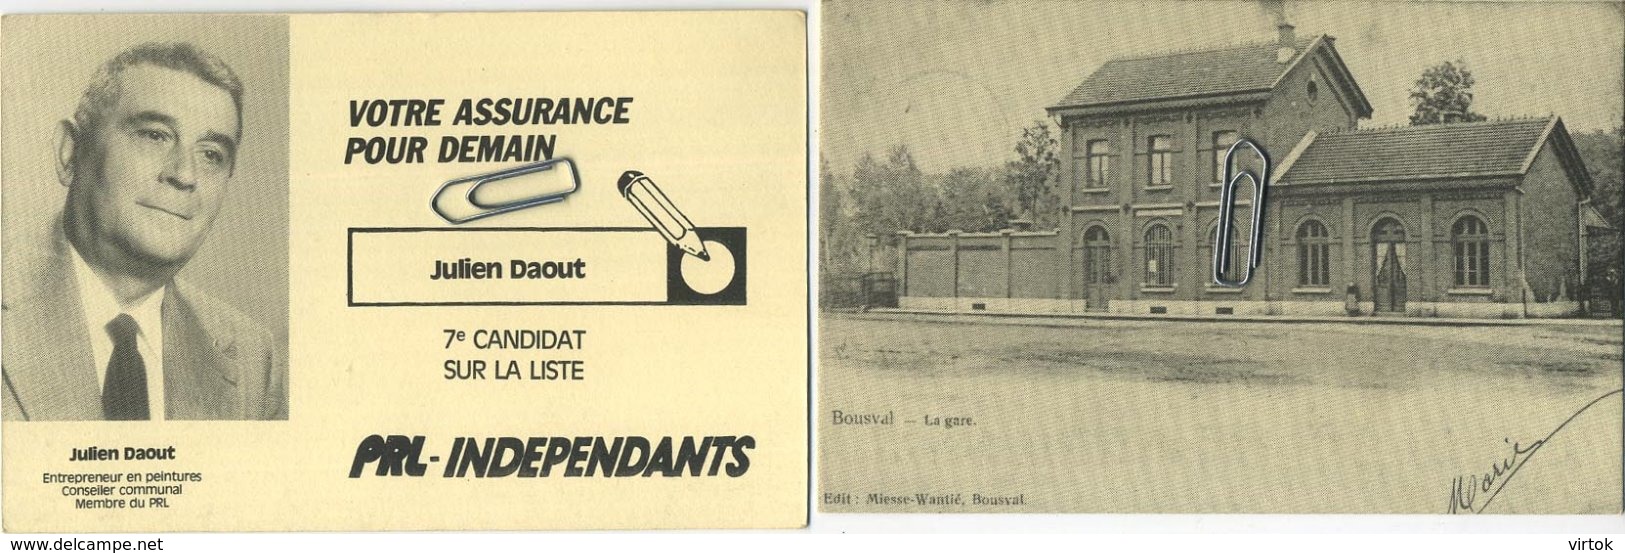 VOTRE ASSURANCE
POUR DEMAIN
Julien Daout
7e CANDIDAT
SUR LA LISTE
PRL-INDEPENDANTS
Julien Daout
Entrepreneur en peintures
Conseiller communal
Membre du PRL
Bousval — La gare.
Marie
Edit : Miesse-Wantié, Bousval.
delcampe.net
virtok